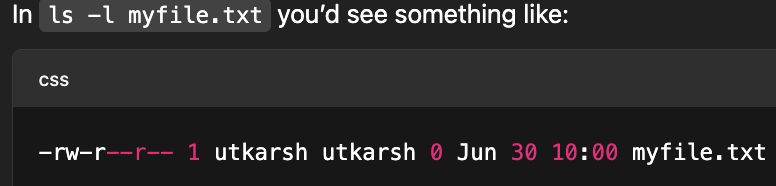 In ls -l myfile.txt you’d see something like:
css
-rw-r--r-- 1 utkarsh utkarsh 0 Jun 30 10:00 myfile.txt